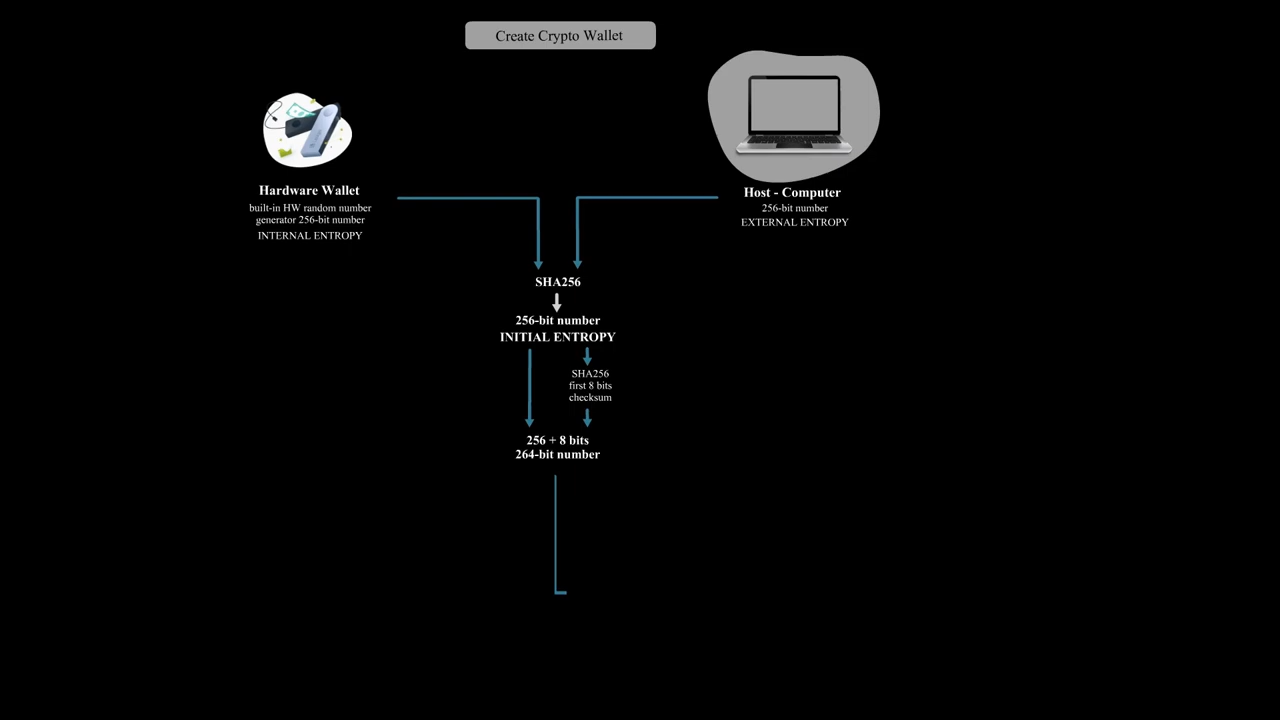 Create Crypto Wallet
Hardware Wallet
built-in HW random number
generator 256-bit number
INTERNAL ENTROPY
Host - Computer
256-bit number
EXTERNAL ENTROPY
SHA256
256-bit number
INITIAL ENTROPY
SHA256
first 8 bits
checksum
256 + 8 bits
264-bit number